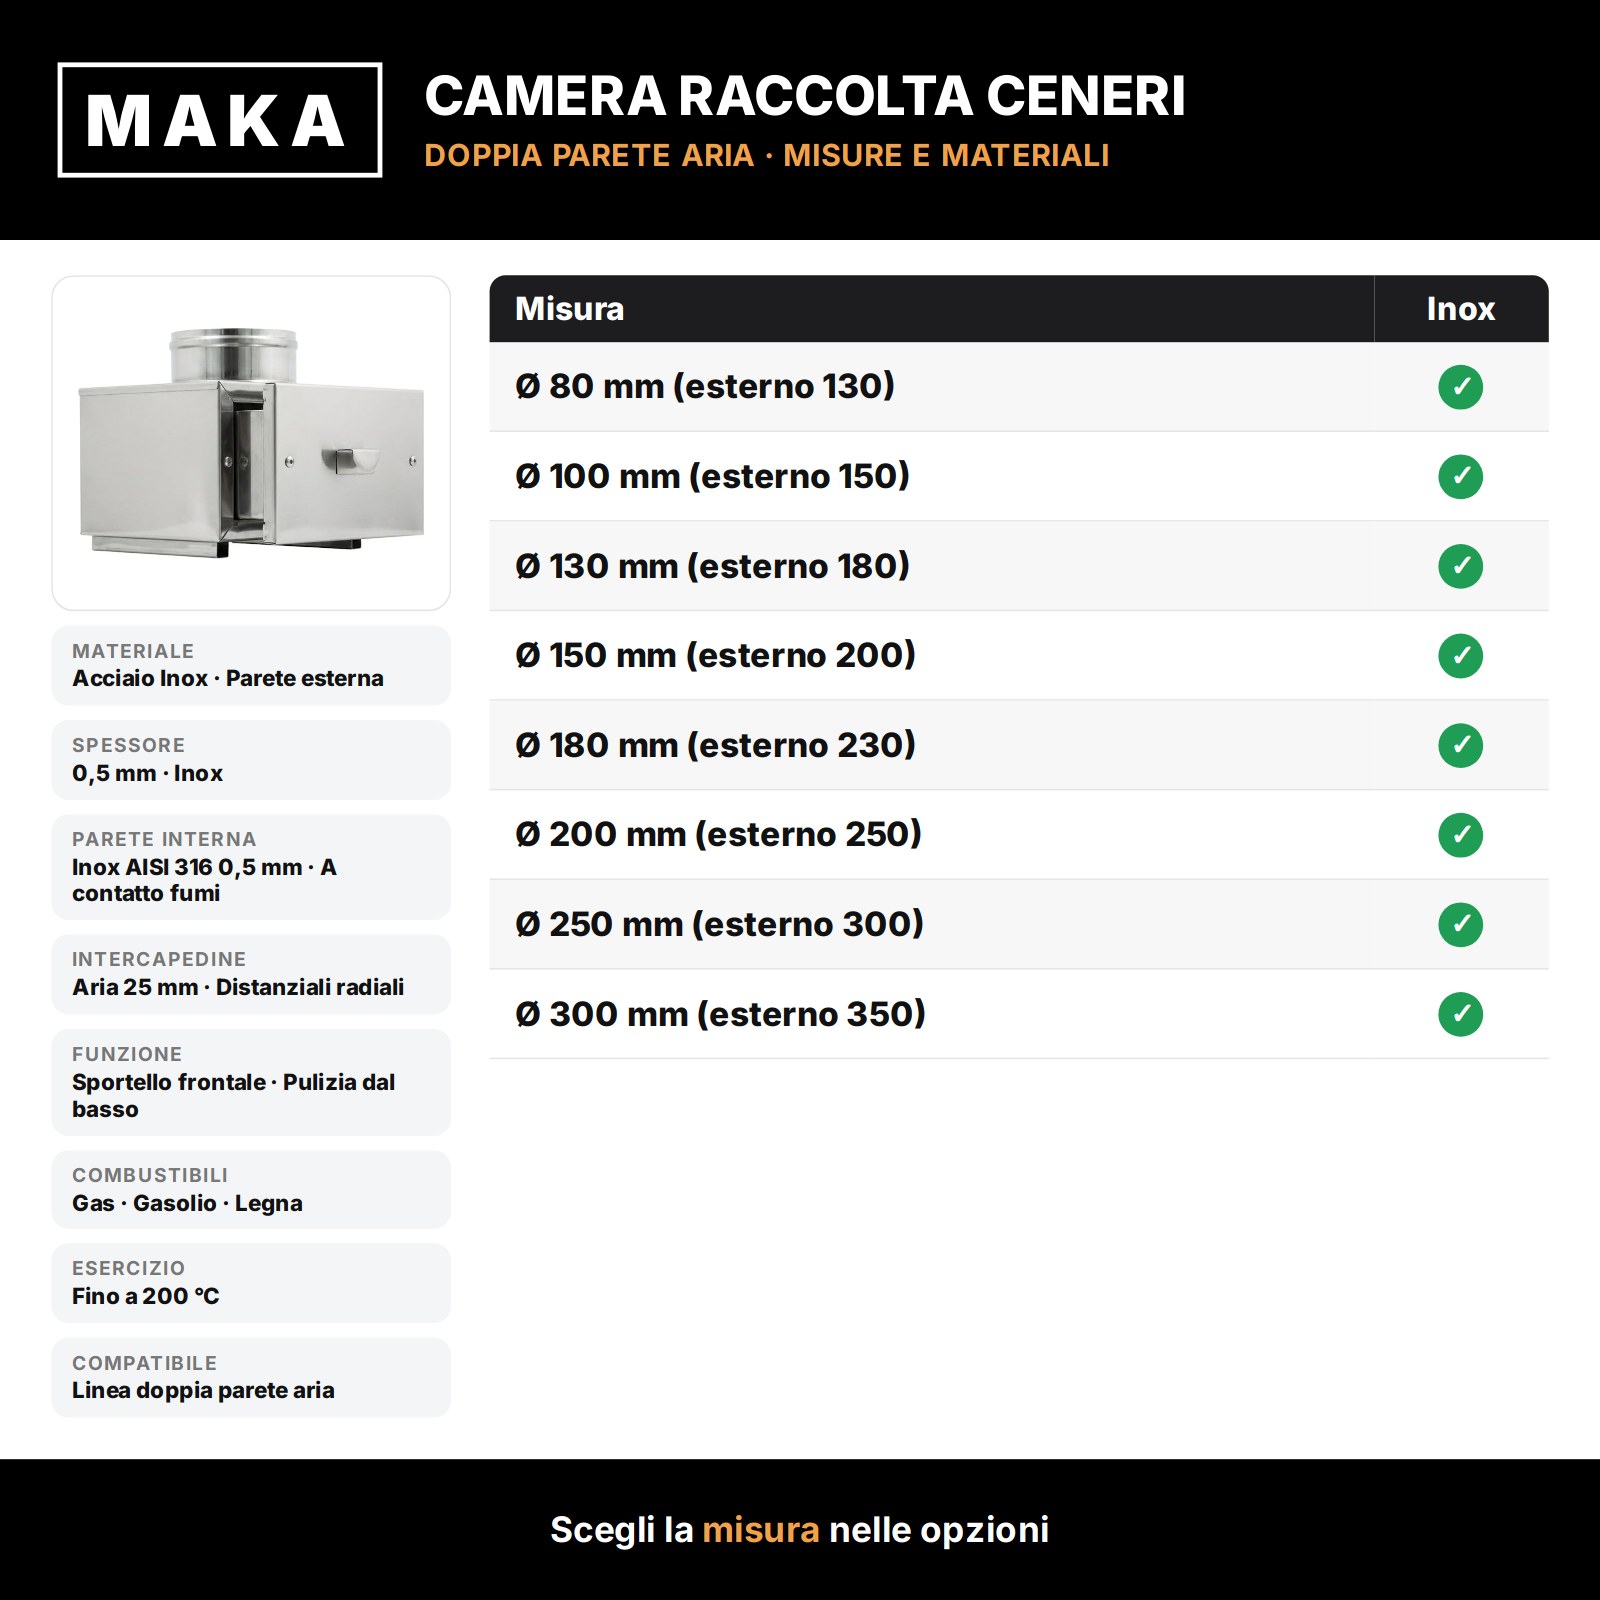 MAKA
CAMERA RACCOLTA CENERI
DOPPIA PARETE ARIA · MISURE E MATERIALI
MATERIALE
Acciaio Inox · Parete esterna
SPESSORE
0,5 mm · Inox
PARETE INTERNA
Inox AISI 316 0,5 mm · A
contatto fumi
INTERCAPEDINE
Aria 25 mm · Distanziali radiali
FUNZIONE
Sportello frontale · Pulizia dal
basso
COMBUSTIBILI
Gas · Gasolio · Legna
ESERCIZIO
Fino a 200 °C
COMPATIBILE
Linea doppia parete aria
Misura Inox
Ø 80 mm (esterno 130) ✓
Ø 100 mm (esterno 150) ✓
Ø 130 mm (esterno 180) ✓
Ø 150 mm (esterno 200) ✓
Ø 180 mm (esterno 230) ✓
Ø 200 mm (esterno 250) ✓
Ø 250 mm (esterno 300) ✓
Ø 300 mm (esterno 350) ✓
Scegli la misura nelle opzioni